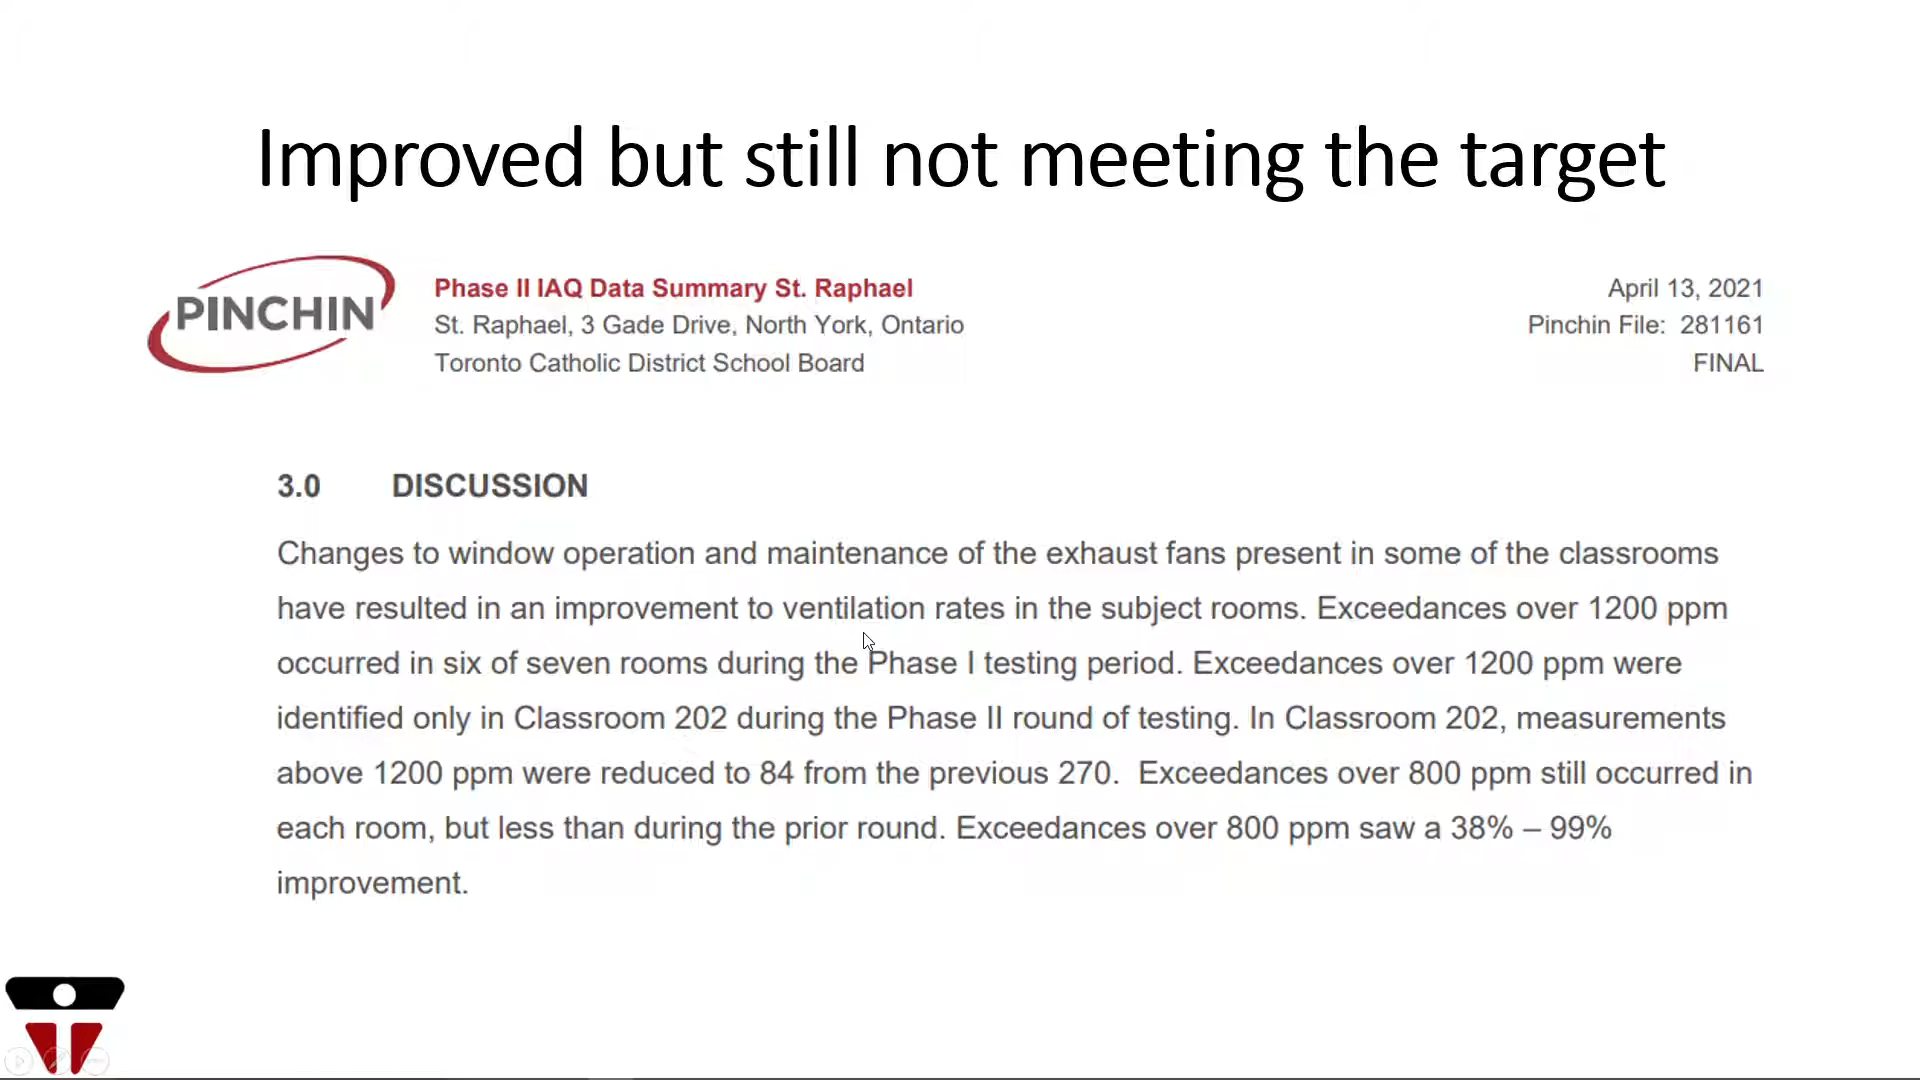 Improved but still not meeting the target
PINCHIN
Phase II IAQ Data Summary St. Raphael
St. Raphael, 3 Gade Drive, North York, Ontario
Toronto Catholic District School Board
April 13, 2021
Pinchin File: 281161
FINAL
3.0 DISCUSSION
Changes to window operation and maintenance of the exhaust fans present in some of the classrooms
have resulted in an improvement to ventilation rates in the subject rooms. Exceedances over 1200 ppm
occurred in six of seven rooms during the Phase I testing period. Exceedances over 1200 ppm were
identified only in Classroom 202 during the Phase II round of testing. In Classroom 202, measurements
above 1200 ppm were reduced to 84 from the previous 270. Exceedances over 800 ppm still occurred in
each room, but less than during the prior round. Exceedances over 800 ppm saw a 38% – 99%
improvement.